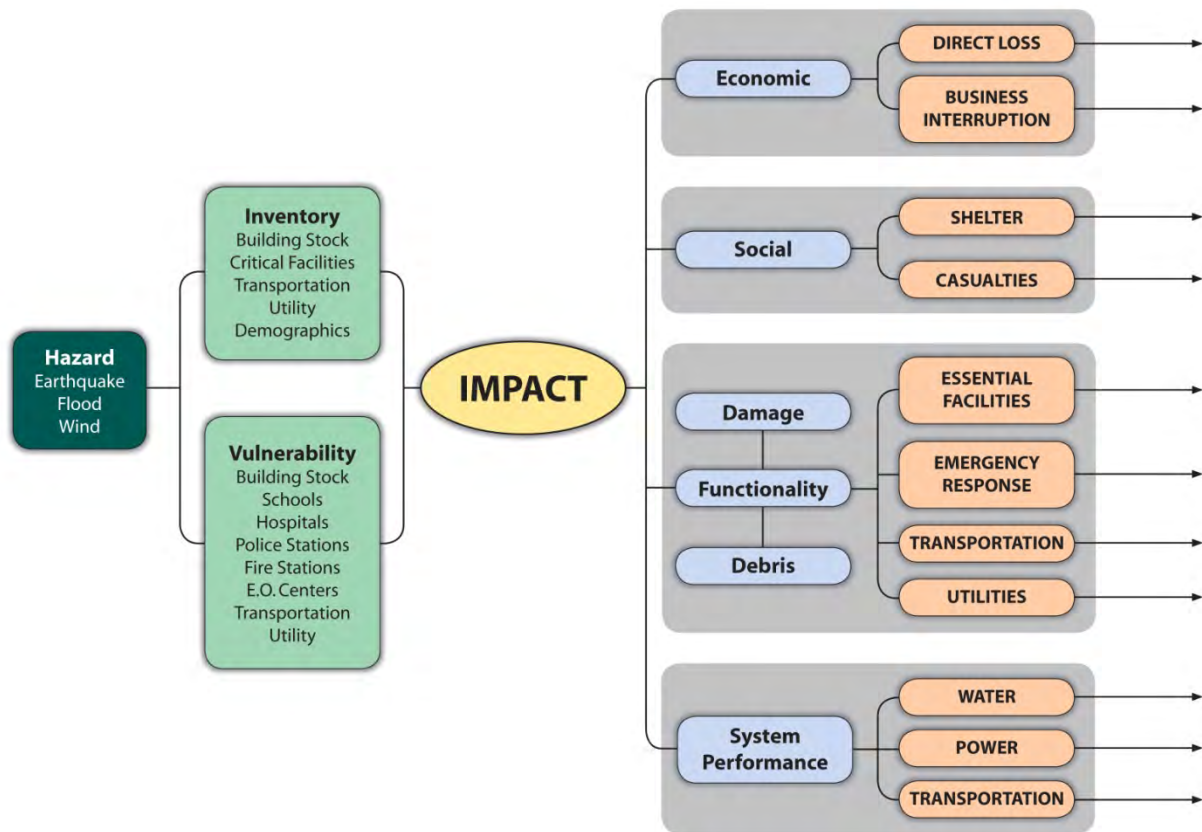 Hazard
Earthquake
Flood
Wind
Inventory
Building Stock
Critical Facilities
Transportation
Utility
Demographics
Vulnerability
Building Stock
Schools
Hospitals
Police Stations
Fire Stations
E.O. Centers
Transportation
Utility
IMPACT
Economic
DIRECT LOSS
BUSINESS
INTERRUPTION
Social
SHELTER
CASUALTIES
Damage
Functionality
Debris
ESSENTIAL
FACILITIES
EMERGENCY
RESPONSE
TRANSPORTATION
UTILITIES
System
Performance
WATER
POWER
TRANSPORTATION